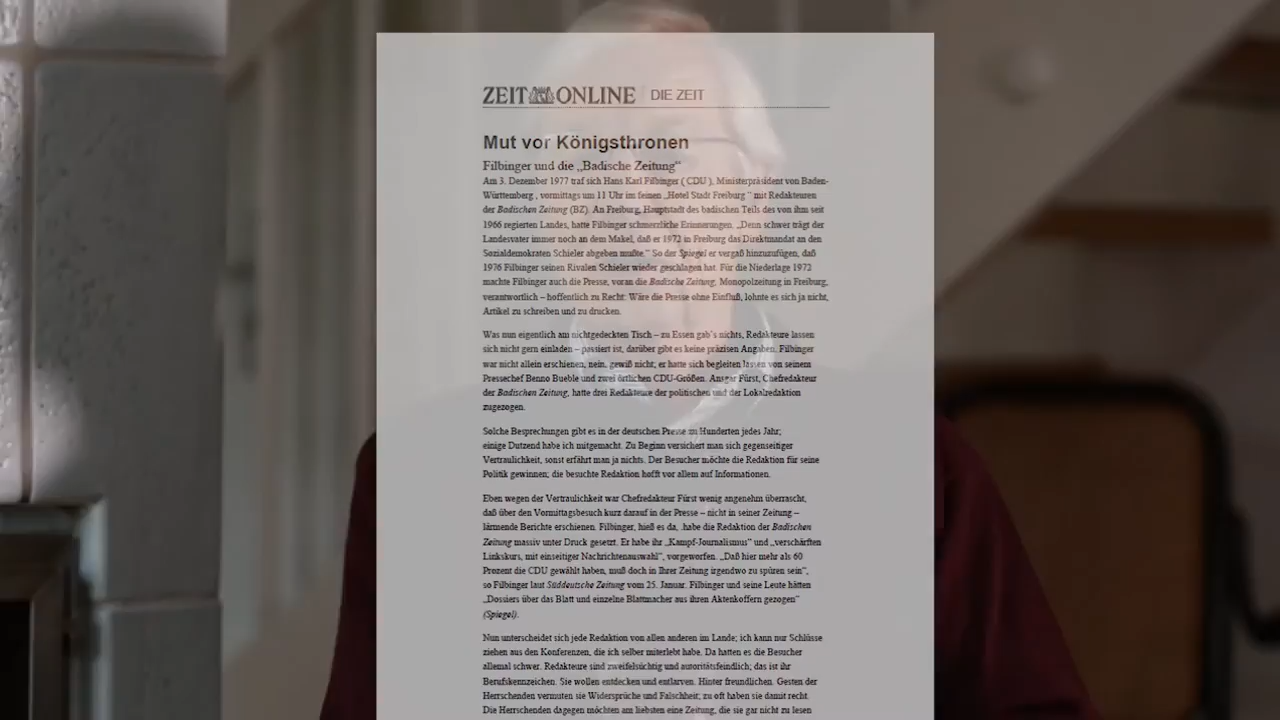 ZEIT ONLINE DIE ZEIT
Mut vor Königsthronen
Filbinger und die „Badische Zeitung“
Am 3. Dezember 1977 traf sich Hans Karl Filbinger ( CDU ), Ministerpräsident von Baden-
Württemberg , vormittags um 11 Uhr im feinen „Hotel Stadt Freiburg “ mit Redakteuren
der Badischen Zeitung (BZ). An Freiburg, Hauptstadt des badischen Teils des von ihm seit
1966 regierten Landes, hatte Filbinger schmerzliche Erinnerungen. „Denn schwer trägt der
Landesvater immer noch an dem Makel, daß er 1972 in Freiburg das Direktmandat an den
Sozialdemokraten Schieler abgeben mußte.“ So der Spiegel er vergaß hinzuzufügen, daß
1976 Filbinger seinen Rivalen Schieler wieder geschlagen hat. Für die Niederlage 1972
machte Filbinger auch die Presse, voran die Badische Zeitung, Monopolzeitung in Freiburg,
verantwortlich – hoffentlich zu Recht: Wäre die Presse ohne Einfluß, lohnte es sich ja nicht,
Artikel zu schreiben und zu drucken.
Was nun eigentlich am nichtgedeckten Tisch – zu Essen gab’s nichts, Redakteure lassen
sich nicht gern einladen – passiert ist, darüber gibt es keine präzisen Angaben. Filbinger
war nicht allein erschienen, nein, gewiß nicht; er hatte sich begleiten lassen von seinem
Pressechef Benno Bueble und zwei örtlichen CDU-Größen. Ansgar Fürst, Chefredakteur
der Badischen Zeitung, hatte drei Redakteure der politischen und der Lokalredaktion
zugezogen.
Solche Besprechungen gibt es in der deutschen Presse zu Hunderten jedes Jahr;
einige Dutzend habe ich mitgemacht. Zu Beginn versichert man sich gegenseitiger
Vertraulichkeit, sonst erfährt man ja nichts. Der Besucher möchte die Redaktion für seine
Politik gewinnen; die besuchte Redaktion hofft vor allem auf Informationen.
Eben wegen der Vertraulichkeit war Chefredakteur Fürst wenig angenehm überrascht,
daß über den Vormittagsbesuch kurz darauf in der Presse – nicht in seiner Zeitung –
lärmende Berichte erschienen. Filbinger, hieß es da, .habe die Redaktion der Badischen
Zeitung massiv unter Druck gesetzt. Er habe ihr „Kampf-Journalismus“ und „verschärften
Linkskurs, mit einseitiger Nachrichtenauswahl“, vorgeworfen. „Daß hier mehr als 60
Prozent die CDU gewählt haben, muß doch in Ihrer Zeitung irgendwo zu spüren sein“,
so Filbinger laut Süddeutsche Zeitung vom 25. Januar. Filbinger und seine Leute hätten
„Dossiers über das Blatt und einzelne Blattmacher aus ihren Aktenkoffern gezogen“
(Spiegel).
Nun unterscheidet sich jede Redaktion von allen anderen im Lande; ich kann nur Schlüsse
ziehen aus den Konferenzen, die ich selber miterlebt habe. Da hatten es die Besucher
allemal schwer. Redakteure sind zweifelsüchtig und autoritätsfeindlich; das ist ihr
Berufskennzeichen. Sie wollen entdecken und entlarven. Hinter freundlichen. Gesten der
Herrschenden vermuten sie Widersprüche und Falschheit; zu oft haben sie damit recht.
Die Herrschenden dagegen möchten am liebsten eine Zeitung, die sie gar nicht zu lesen